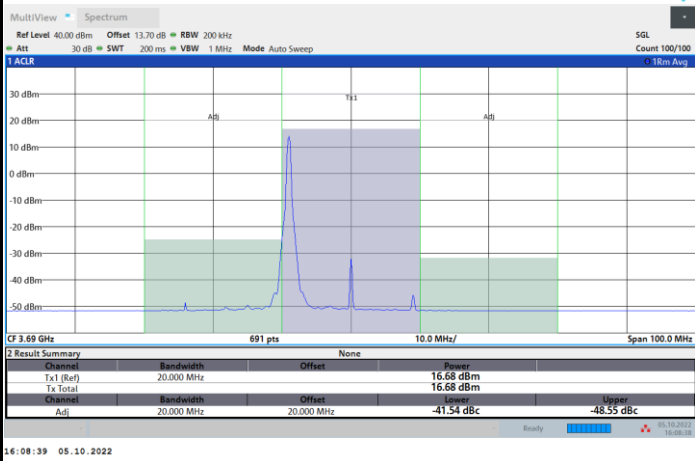 MultiView Spectrum
Ref Level 40.00 dBm Offset 13.70 dB RBW 200 kHz SGL
Att 30 dB SWT 200 ms VBW 1 MHz Mode Auto Sweep Count 100/100
1 ACLR 1Rm Avg
30 dBm
Tx1
20 dBm
Adj Adj
10 dBm
0 dBm
-10 dBm
-20 dBm
-30 dBm
-40 dBm
-50 dBm
CF 3.69 GHz 691 pts 10.0 MHz/ Span 100.0 MHz
2 Result Summary None
Channel Bandwidth Offset Power
Tx1 (Ref) 20.000 MHz 16.68 dBm
Tx Total 16.68 dBm
Channel Bandwidth Offset Lower Upper
Adj 20.000 MHz 20.000 MHz -41.54 dBc -48.55 dBc
Ready 05.10.2022
16:08:38
16:08:39 05.10.2022